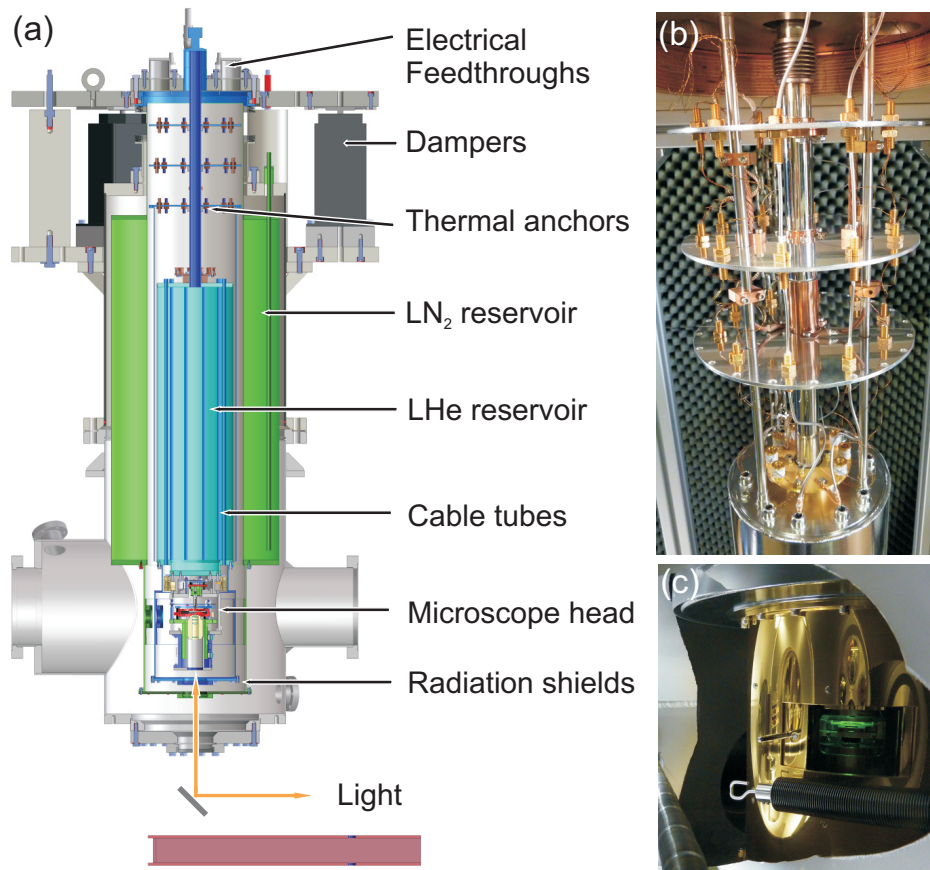 (a)
Electrical
Feedthroughs
Dampers
Thermal anchors
LN₂ reservoir
LHe reservoir
Cable tubes
Microscope head
Radiation shields
Light
(b)
(c)